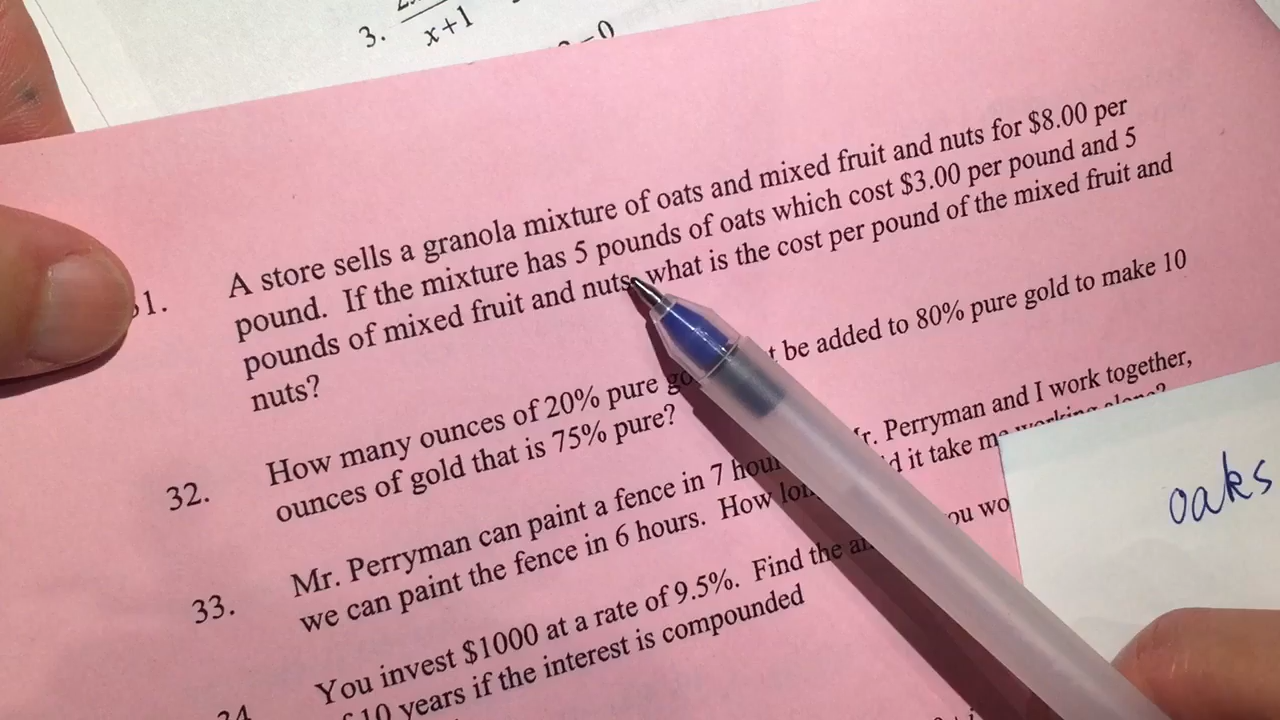 3.
x+1
A store sells a granola mixture of oats and mixed fruit and nuts for $8.00 per
pound. If the mixture has 5 pounds of oats which cost $3.00 per pound and 5
pounds of mixed fruit and nuts, what is the cost per pound of the mixed fruit and
nuts?
32. How many ounces of 20% pure be added to 80% pure gold to make 10
ounces of gold that is 75% pure?
33. Mr. Perryman can paint a fence in 7 Mr. Perryman and I work together,
we can paint the fence in 6 hours. How it take
You invest $1000 at a rate of 9.5%. Find the
10 years if the interest is compounded
oaks